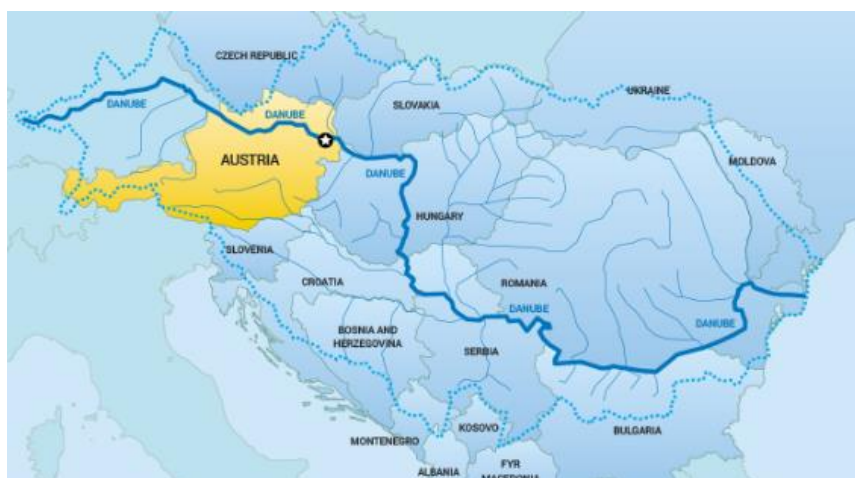 CZECH REPUBLIC
UKRAINE
DANUBE
DANUBE
SLOVAKIA
AUSTRIA
MOLDOVA
DANUBE
HUNGARY
SLOVENIA
CROATIA
ROMANIA
DANUBE
DANUBE
BOSNIA AND
HERZEGOVINA
SERBIA
KOSOVO
BULGARIA
MONTENEGRO
ALBANIA
FYR
MACEDONIA